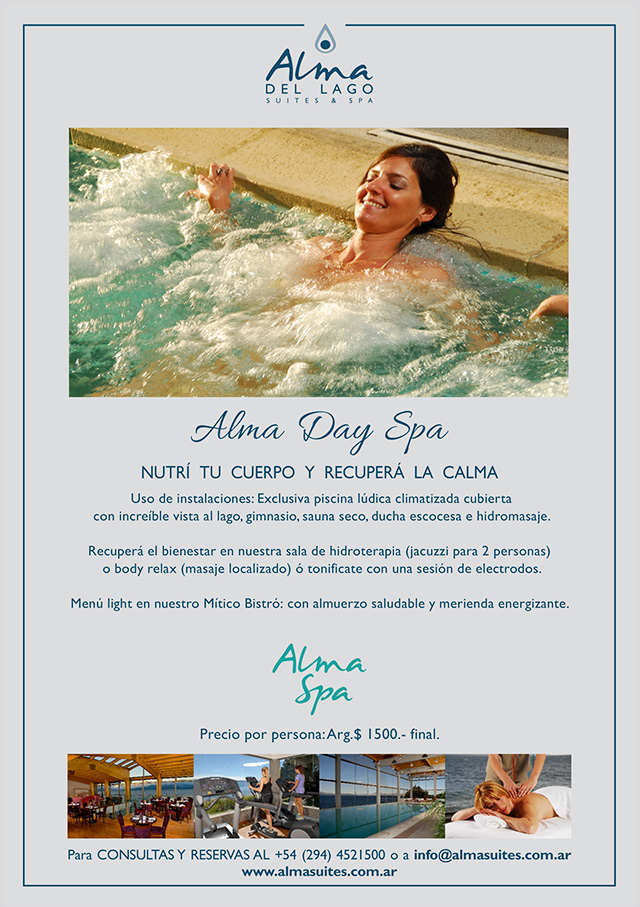 Alma
DEL LAGO
SUITES & SPA
Alma Day Spa
NUTRÍ TU CUERPO Y RECUPERÁ LA CALMA
Uso de instalaciones: Exclusiva piscina lúdica climatizada cubierta
con increíble vista al lago, gimnasio, sauna seco, ducha escocesa e hidromasaje.
Recuperá el bienestar en nuestra sala de hidroterapia (jacuzzi para 2 personas)
o body relax (masaje localizado) ó tonificate con una sesión de electrodos.
Menú light en nuestro Mítico Bistró: con almuerzo saludable y merienda energizante.
Alma
Spa
Precio por persona: Arg.$ 1500.- final.
Para CONSULTAS Y RESERVAS AL +54 (294) 4521500 o a info@almasuites.com.ar
www.almasuites.com.ar